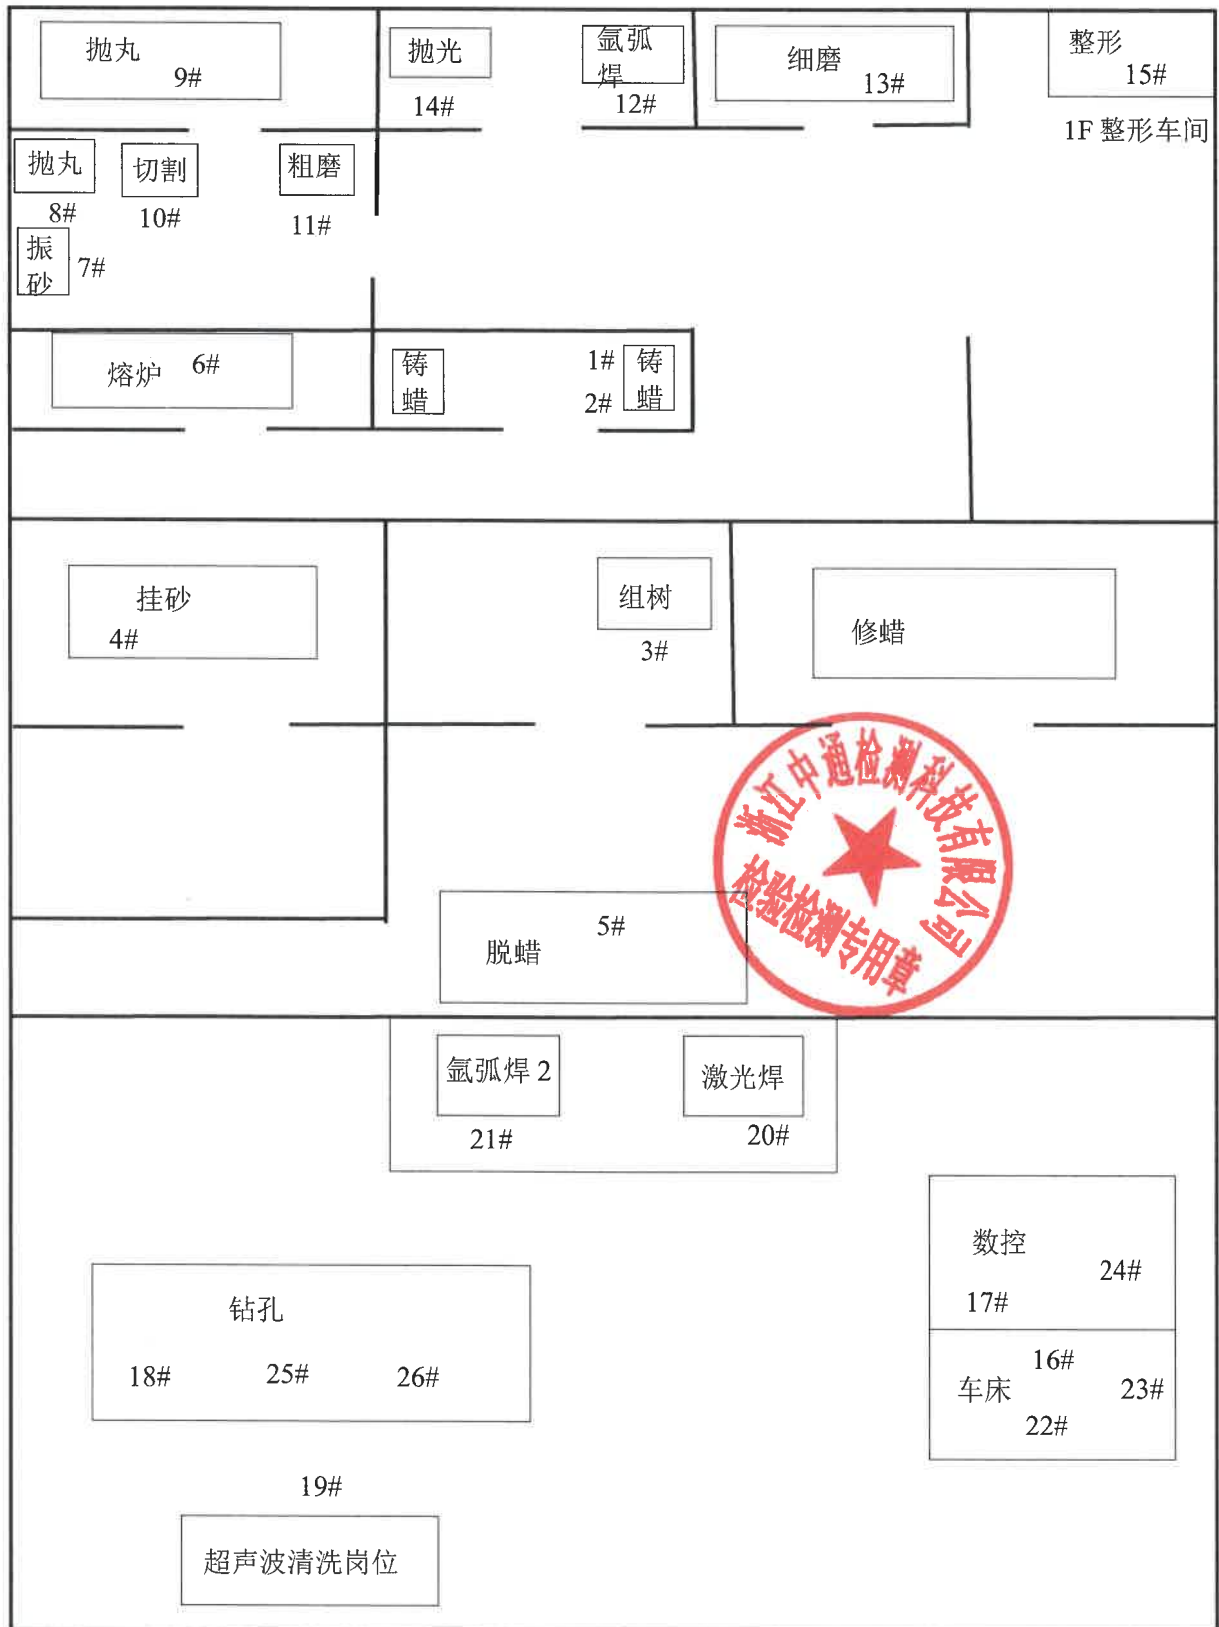 抛丸
9#
抛光
14#
氩弧
焊
12#
细磨
13#
整形
15#
1F 整形车间
抛丸
8#
切割
10#
粗磨
11#
振
砂
7#
熔炉
6#
铸
蜡
1#
2#
铸
蜡
挂砂
4#
组树
3#
修蜡
浙江中通检测科技有限公司
检验检测专用章
5#
脱蜡
氩弧焊 2
21#
激光焊
20#
数控
24#
17#
钻孔
18#
25#
26#
16#
车床
23#
22#
19#
超声波清洗岗位